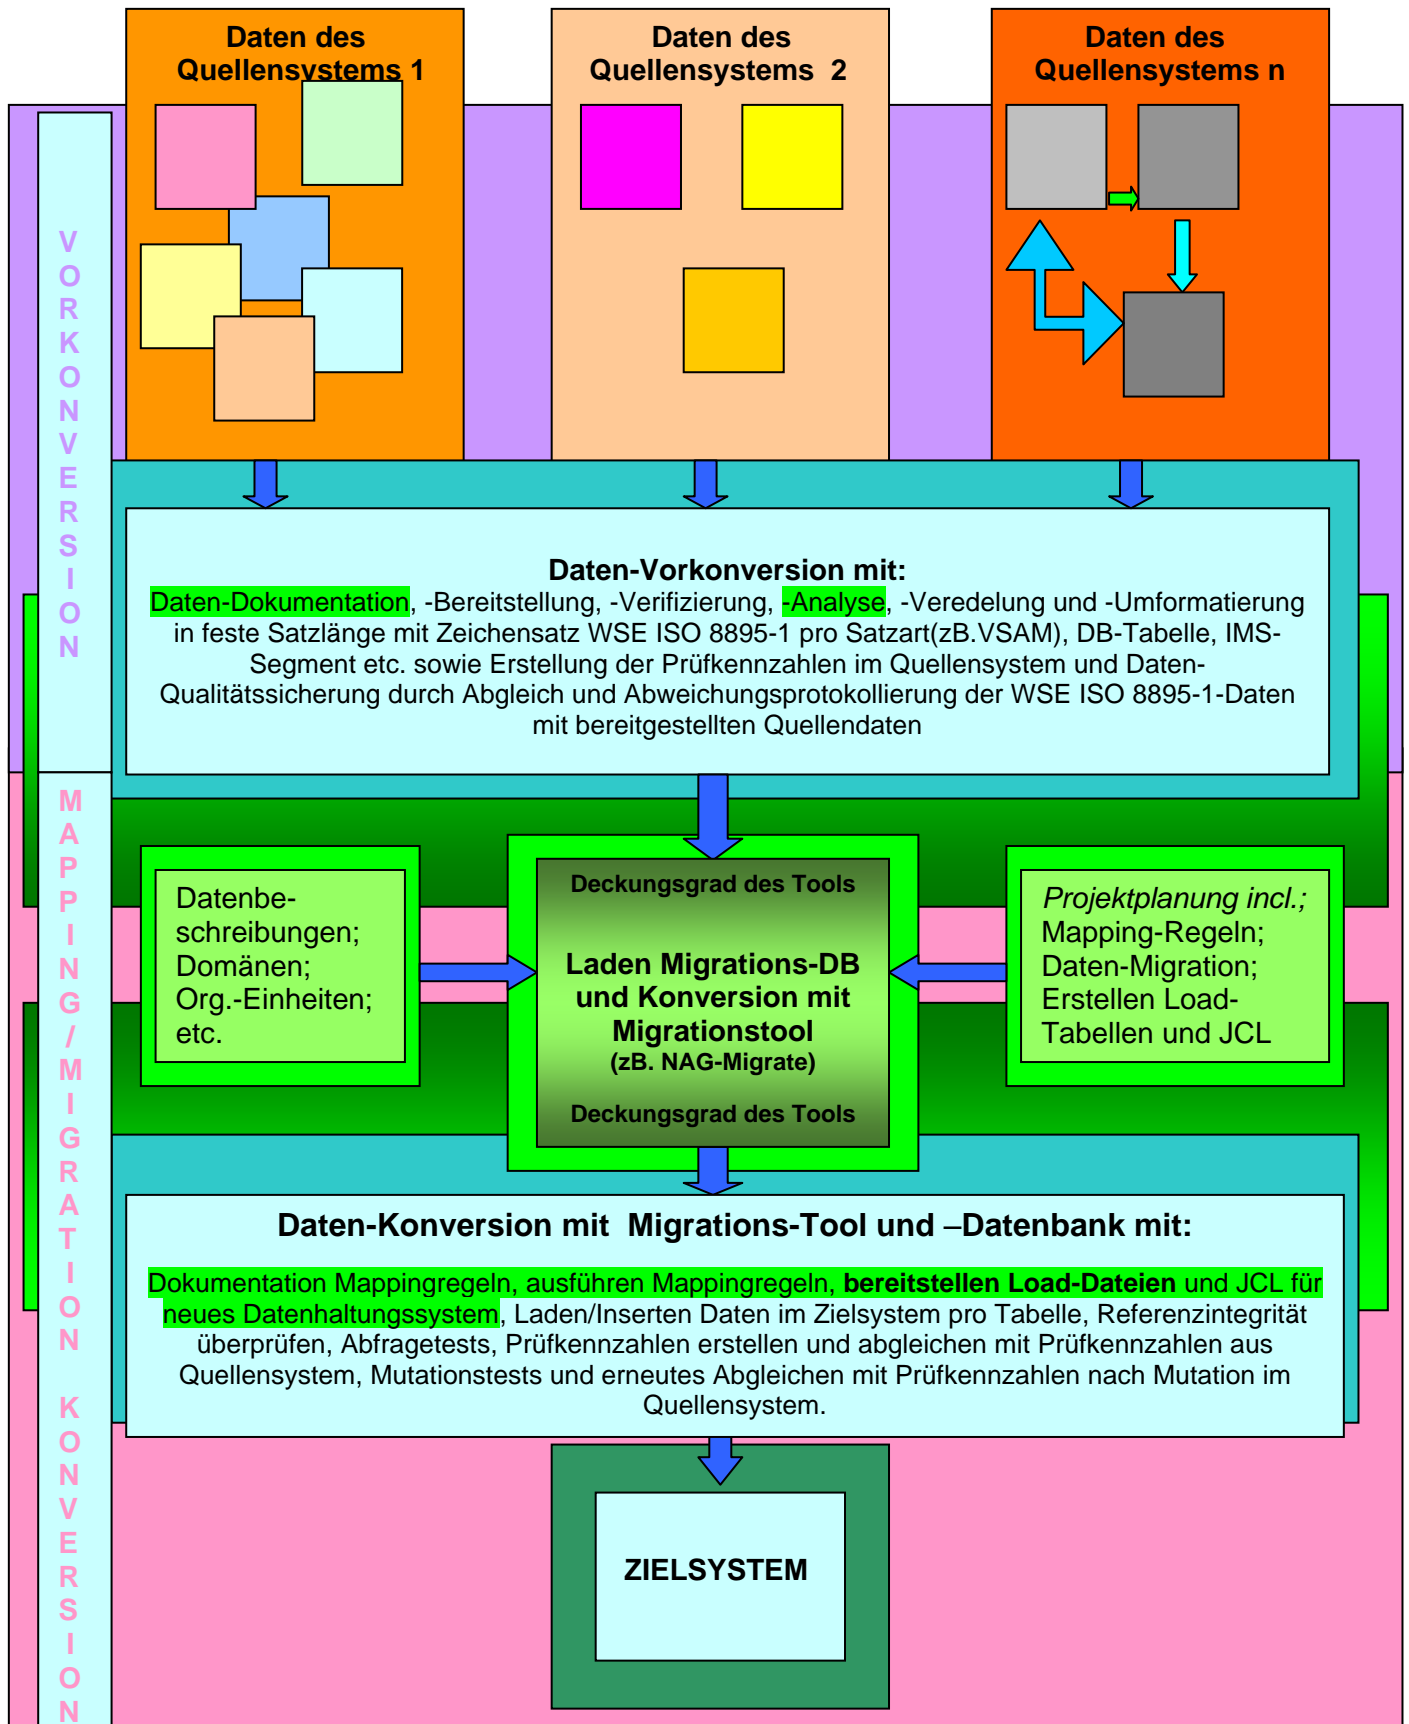 Daten des
Quellensystems 1
Daten des
Quellensystems 2
Daten des
Quellensystems n
VORKONVERSION
Daten-Vorkonversion mit:
Daten-Dokumentation, -Bereitstellung, -Verifizierung, -Analyse, -Veredelung und -Umformatierung
in feste Satzlänge mit Zeichensatz WSE ISO 8895-1 pro Satzart(zB.VSAM), DB-Tabelle, IMS-
Segment etc. sowie Erstellung der Prüfkennzahlen im Quellensystem und Daten-
Qualitätssicherung durch Abgleich und Abweichungsprotokollierung der WSE ISO 8895-1-Daten
mit bereitgestellten Quellendaten
MAPPING/MIGRATION KONVERSION
Datenbe-
schreibungen;
Domänen;
Org.-Einheiten;
etc.
Deckungsgrad des Tools
Laden Migrations-DB
und Konversion mit
Migrationstool
(zB. NAG-Migrate)
Deckungsgrad des Tools
Projektplanung incl.;
Mapping-Regeln;
Daten-Migration;
Erstellen Load-
Tabellen und JCL
Daten-Konversion mit Migrations-Tool und –Datenbank mit:
Dokumentation Mappingregeln, ausführen Mappingregeln, bereitstellen Load-Dateien und JCL für
neues Datenhaltungssystem, Laden/Inserten Daten im Zielsystem pro Tabelle, Referenzintegrität
überprüfen, Abfragetests, Prüfkennzahlen erstellen und abgleichen mit Prüfkennzahlen aus
Quellensystem, Mutationstests und erneutes Abgleichen mit Prüfkennzahlen nach Mutation im
Quellensystem.
ZIELSYSTEM